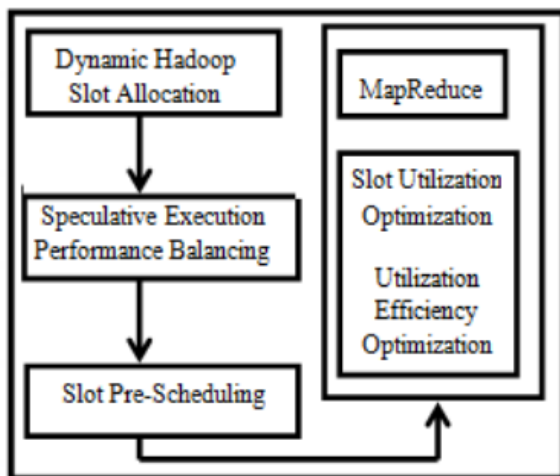 Dynamic Hadoop
Slot Allocation
Speculative Execution
Performance Balancing
Slot Pre-Scheduling
MapReduce
Slot Utilization
Optimization
Utilization
Efficiency
Optimization